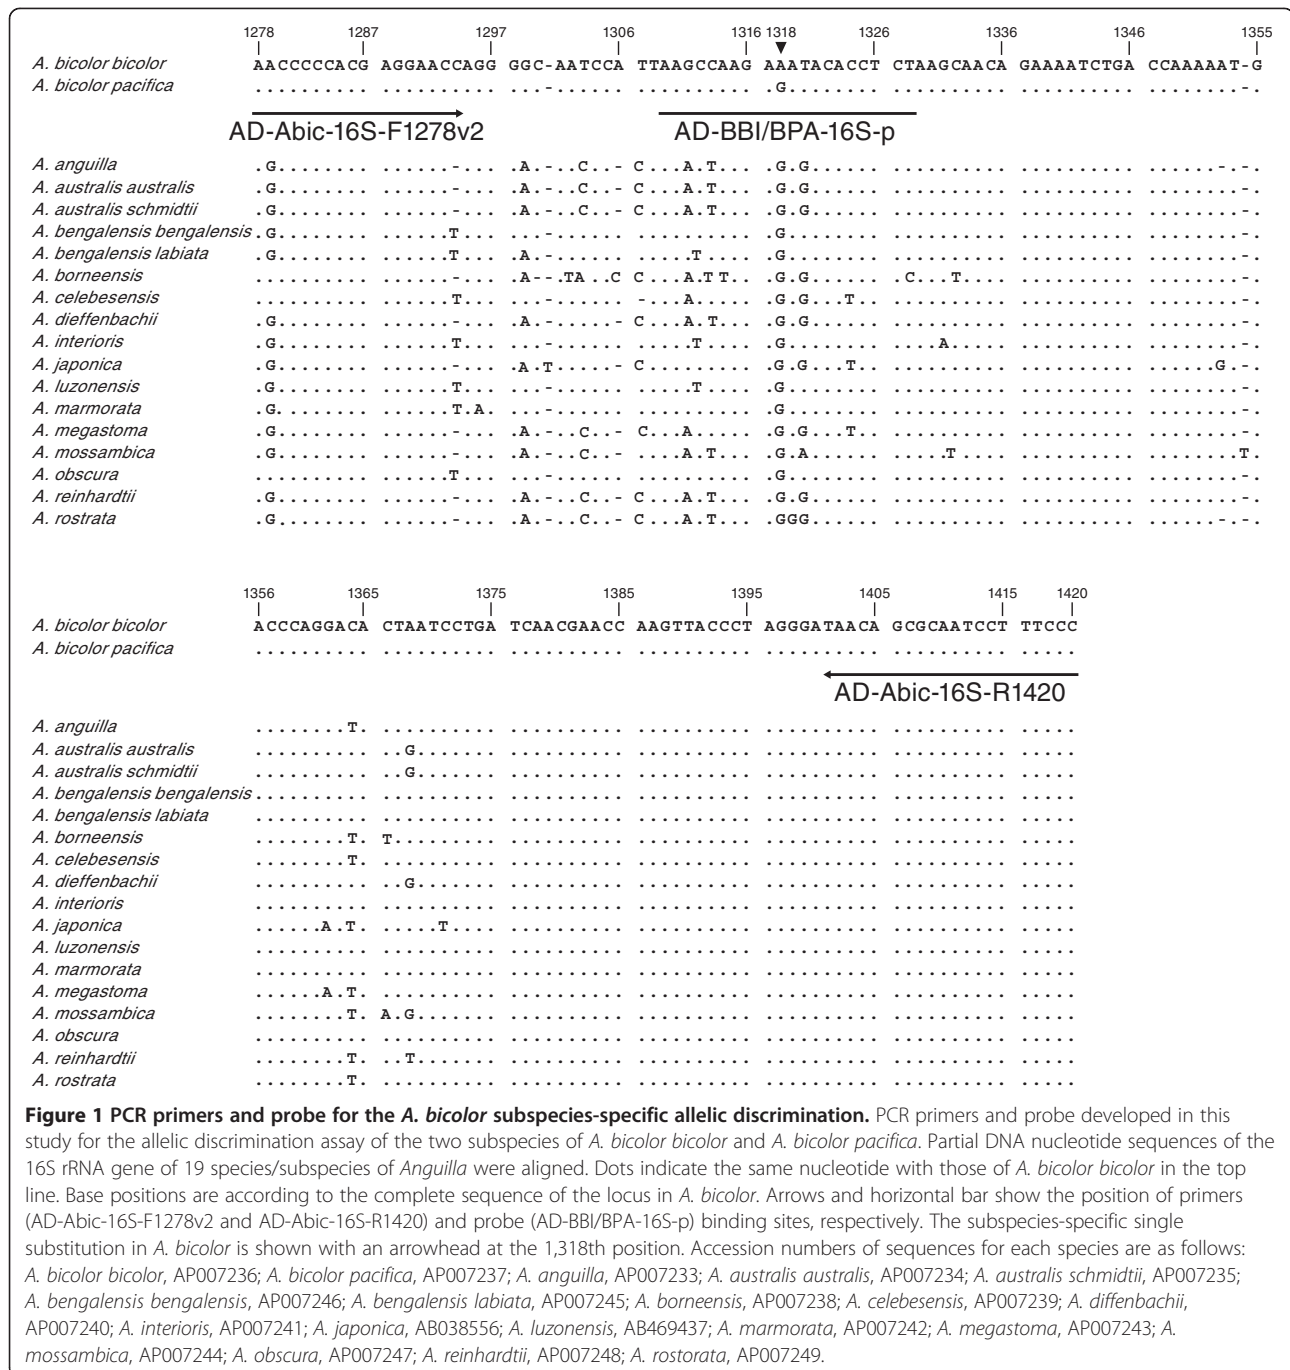 1278 1287 1297 1306 1316 1318 1326 1336 1346 1355
A. bicolor bicolor AACCCCCACG AGGAACCAGG GGC-AATCCA TTAAGCCAAG AAATACACCT CTAAGCAACA GAAAATCTGA CCAAAAAT-G
A. bicolor pacifica .......... .......... ...-...... .......... .G........ .......... .......... ........-.
AD-Abic-16S-F1278v2 AD-BBI/BPA-16S-p
A. anguilla .G........ ......-... .A.-..C..- C...A.T... .G.G...... .......... .......... ......-.-.
A. australis australis .G........ ......-... .A.-..C..- C...A.T... .G.G...... .......... .......... ........-.
A. australis schmidtii .G........ ......-... .A.-..C..- C...A.T... .G.G...... .......... .......... ........-.
A. bengalensis bengalensis .......... ......T... ...-...... .......... .G........ .......... .......... ........-.
A. bengalensis labiata .G........ ......T... .A.-...... .....T.... .G........ .......... .......... ........-.
A. borneensis .......... ......-... .A--.TA..C C...A.TT.. .G.G...... .C...T.... .......... ........-.
A. celebesensis .......... ......T... ...-...... -...A..... .G.G...T.. .......... .......... ........-.
A. dieffenbachii .G........ ......-... .A.-.....- C...A.T... .G.G...... .......... .......... ........-.
A. interioris .G........ ......T... ...-...... .....T.... .G........ ....A..... .......... ........-.
A. japonica .G........ ......-... .A.T...... C......... .G.G...T.. .......... .......... ......G.-.
A. luzonensis .G........ ......T... ...-...... .....T.... .G........ .......... .......... ........-.
A. marmorata .G........ ......T.A. ...-...... .......... .G........ .......... .......... ........-.
A. megastoma .G........ ......-... .A.-..C..- C...A..... .G.G...T.. .......... .......... ........-.
A. mossambica .G........ ......-... .A.-..C..- ....A.T... .G.A...... .....T.... .......... ........T.
A. obscura .......... ......T... ...-...... .......... .G........ .......... .......... ........-.
A. reinhardtii .G........ ......-... .A.-..C..- C...A.T... .G.G...... .......... .......... ........-.
A. rostrata .G........ ......-... .A.-..C..- C...A.T... .GGG...... .......... .......... ......-.-.
1356 1365 1375 1385 1395 1405 1415 1420
A. bicolor bicolor ACCCAGGACA CTAATCCTGA TCAACGAACC AAGTTACCCT AGGGATAACA GCGCAATCCT TTCCC
A. bicolor pacifica .......... .......... .......... .......... .......... .......... .....
AD-Abic-16S-R1420
A. anguilla ........T. .......... .......... .......... .......... .......... .....
A. australis australis .......... ..G....... .......... .......... .......... .......... .....
A. australis schmidtii .......... ..G....... .......... .......... .......... .......... .....
A. bengalensis bengalensis .......... .......... .......... .......... .......... .......... .....
A. bengalensis labiata .......... .......... .......... .......... .......... .......... .....
A. borneensis ........T. T......... .......... .......... .......... .......... .....
A. celebesensis ........T. .......... .......... .......... .......... .......... .....
A. dieffenbachii .......... ..G....... .......... .......... .......... .......... .....
A. interioris .......... .......... .......... .......... .......... .......... .....
A. japonica ......A.T. .....T.... .......... .......... .......... .......... .....
A. luzonensis .......... .......... .......... .......... .......... .......... .....
A. marmorata .......... .......... .......... .......... .......... .......... .....
A. megastoma ......A.T. .......... .......... .......... .......... .......... .....
A. mossambica ........T. A.G....... .......... .......... .......... .......... .....
A. obscura .......... .......... .......... .......... .......... .......... .....
A. reinhardtii ........T. ..T....... .......... .......... .......... .......... .....
A. rostrata ........T. .......... .......... .......... .......... .......... .....
Figure 1 PCR primers and probe for the A. bicolor subspecies-specific allelic discrimination. PCR primers and probe developed in this
study for the allelic discrimination assay of the two subspecies of A. bicolor bicolor and A. bicolor pacifica. Partial DNA nucleotide sequences of the
16S rRNA gene of 19 species/subspecies of Anguilla were aligned. Dots indicate the same nucleotide with those of A. bicolor bicolor in the top
line. Base positions are according to the complete sequence of the locus in A. bicolor. Arrows and horizontal bar show the position of primers
(AD-Abic-16S-F1278v2 and AD-Abic-16S-R1420) and probe (AD-BBI/BPA-16S-p) binding sites, respectively. The subspecies-specific single
substitution in A. bicolor is shown with an arrowhead at the 1,318th position. Accession numbers of sequences for each species are as follows:
A. bicolor bicolor, AP007236; A. bicolor pacifica, AP007237; A. anguilla, AP007233; A. australis australis, AP007234; A. australis schmidtii, AP007235;
A. bengalensis bengalensis, AP007246; A. bengalensis labiata, AP007245; A. borneensis, AP007238; A. celebesensis, AP007239; A. diffenbachii,
AP007240; A. interioris, AP007241; A. japonica, AB038556; A. luzonensis, AB469437; A. marmorata, AP007242; A. megastoma, AP007243; A.
mossambica, AP007244; A. obscura, AP007247; A. reinhardtii, AP007248; A. rostorata, AP007249.